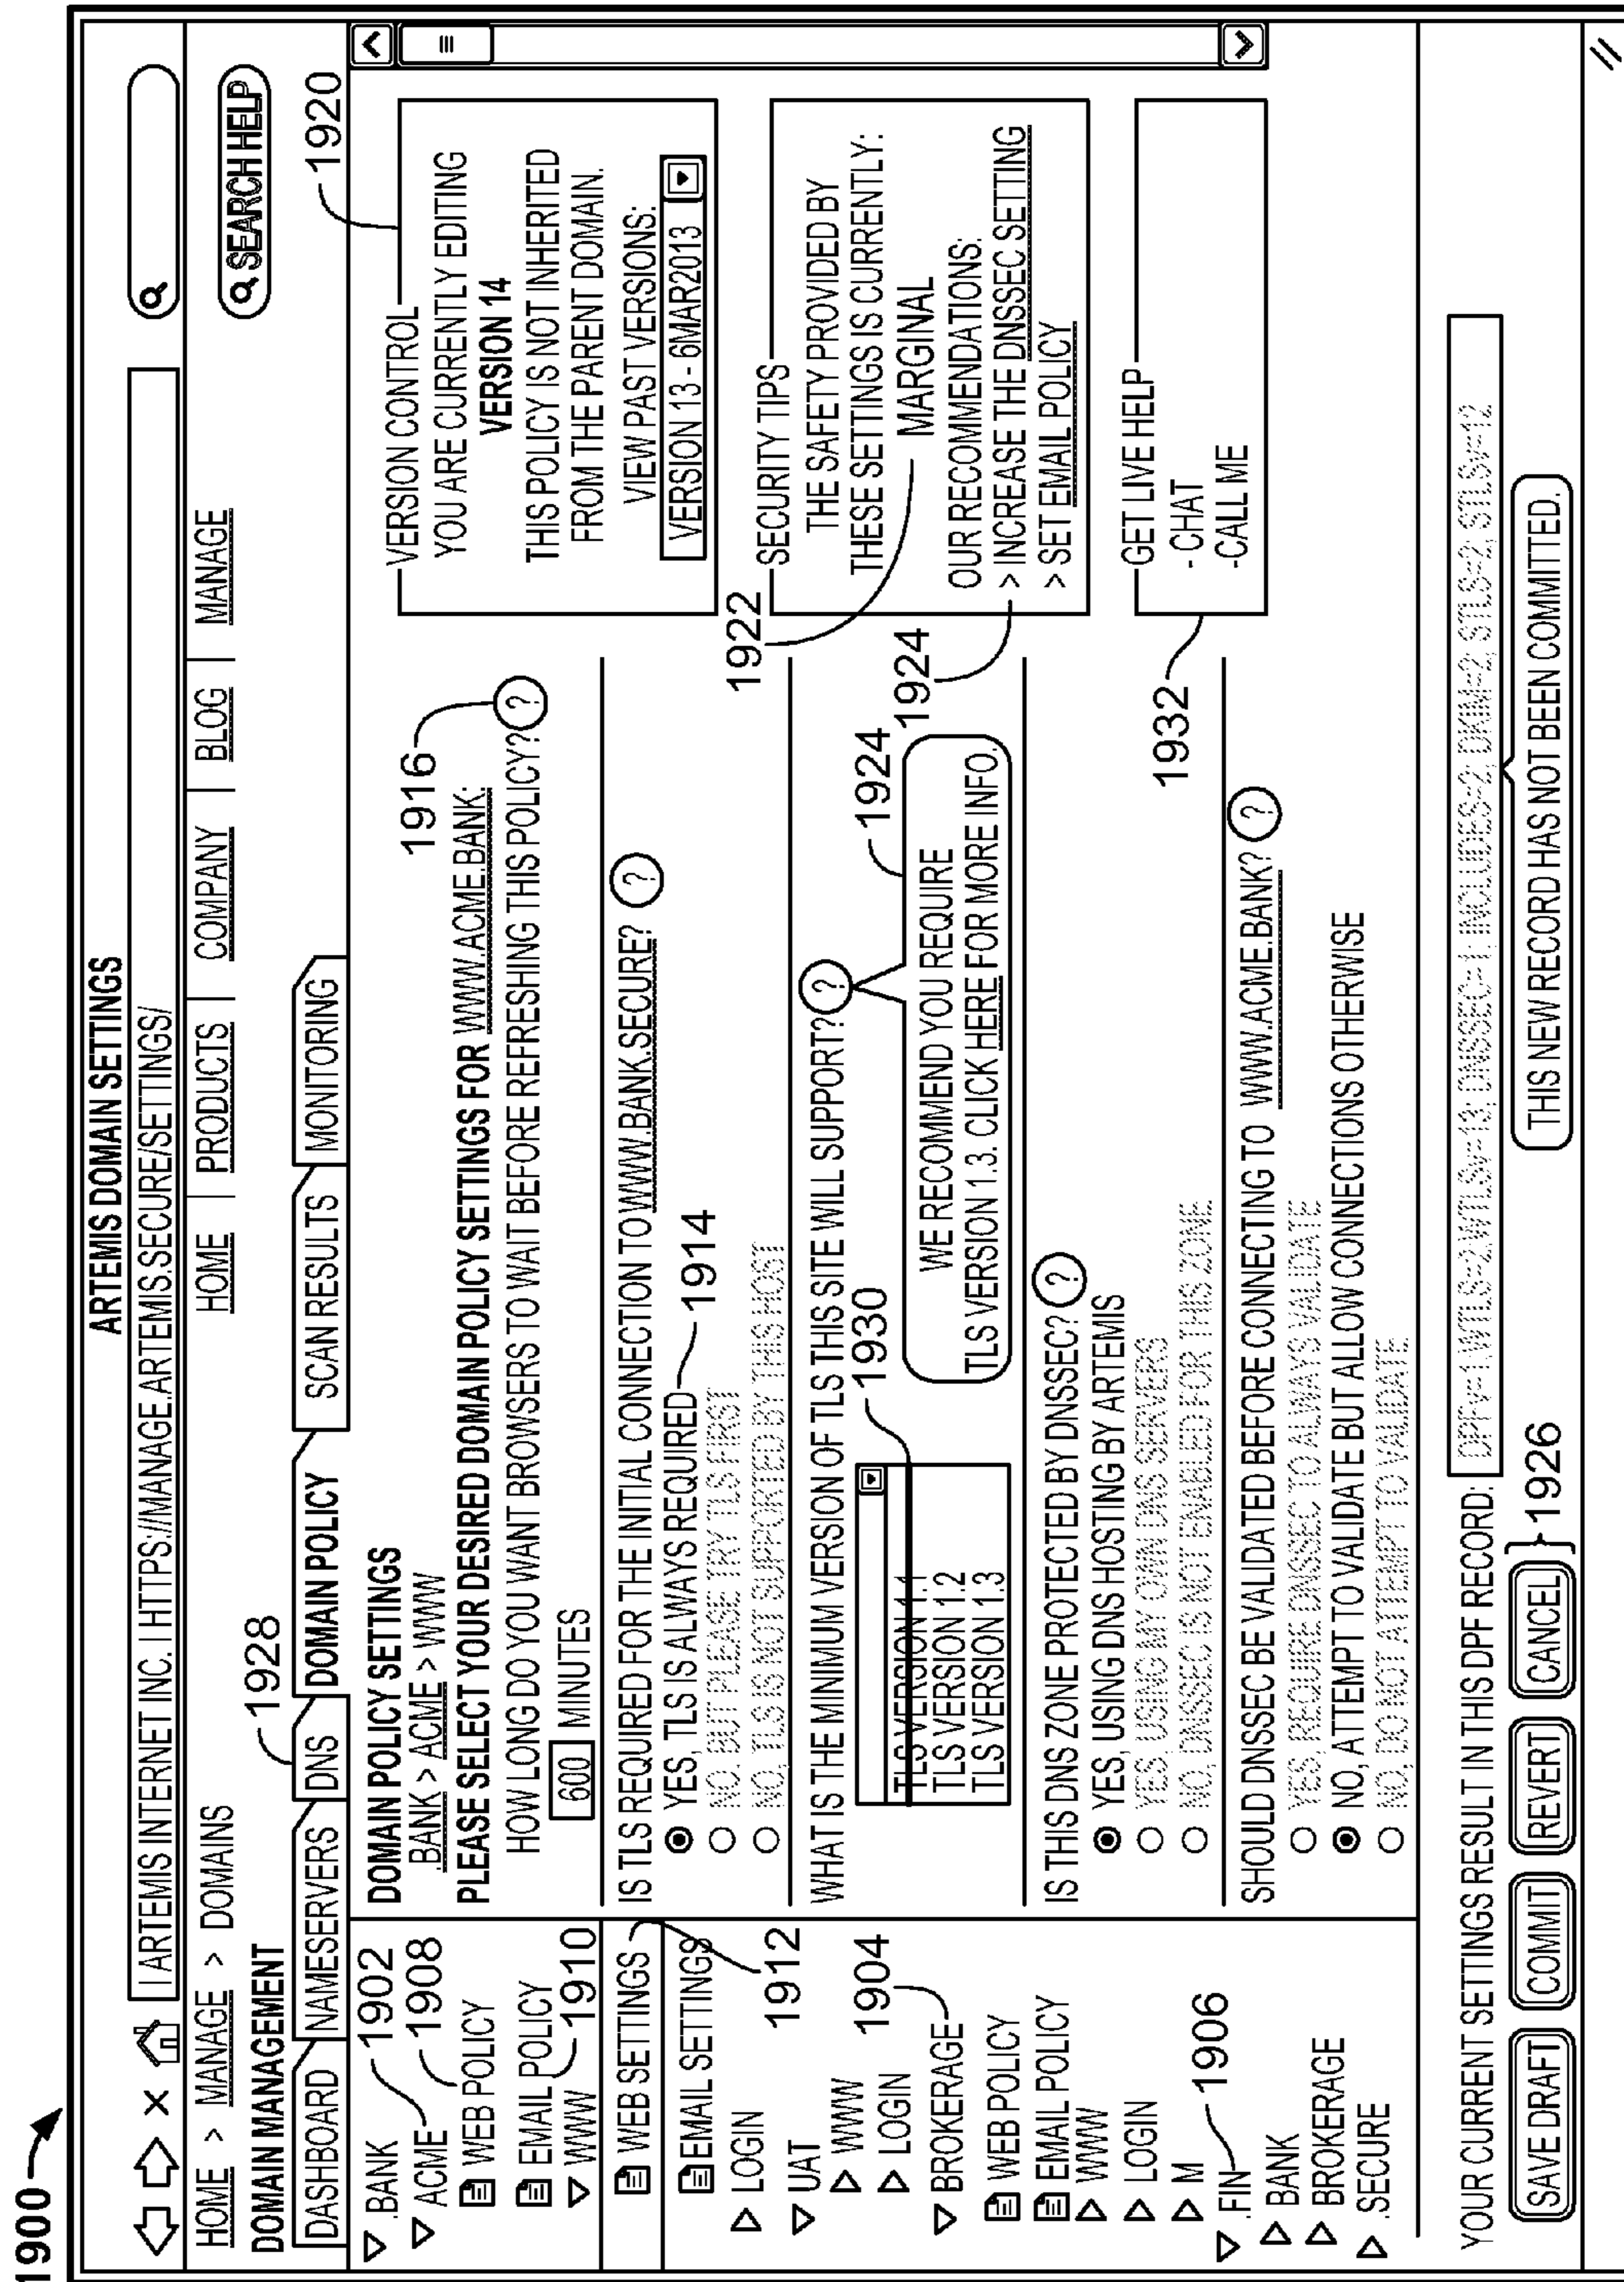 1900
ARTEMIS DOMAIN SETTINGS
| ARTEMIS INTERNET INC. | HTTPS://MANAGE.ARTEMIS.SECURE/SETTINGS/
HOME | PRODUCTS | COMPANY | BLOG | MANAGE
SEARCH HELP
HOME > MANAGE > DOMAINS
DOMAIN MANAGEMENT
1928
DASHBOARD NAMESERVERS DNS DOMAIN POLICY SCAN RESULTS MONITORING
.BANK 1902
ACME 1908
WEB POLICY
EMAIL POLICY
WWW 1910
WEB SETTINGS
EMAIL SETTINGS
1912
LOGIN
UAT
WWW
LOGIN
1904
BROKERAGE
WEB POLICY
EMAIL POLICY
WWW
LOGIN
M
1906
.FIN
BANK
BROKERAGE
.SECURE
DOMAIN POLICY SETTINGS
.BANK > ACME > WWW
1916
PLEASE SELECT YOUR DESIRED DOMAIN POLICY SETTINGS FOR WWW.ACME.BANK:
HOW LONG DO YOU WANT BROWSERS TO WAIT BEFORE REFRESHING THIS POLICY? ?
600 MINUTES
IS TLS REQUIRED FOR THE INITIAL CONNECTION TO WWW.BANK.SECURE? ?
YES, TLS IS ALWAYS REQUIRED 1914
NO, BUT PLEASE TRY TLS FIRST
NO, TLS IS NOT SUPPORTED BY THIS HOST
WHAT IS THE MINIMUM VERSION OF TLS THIS SITE WILL SUPPORT? ?
1930
TLS VERSION 1.1
TLS VERSION 1.2
TLS VERSION 1.3
1924
WE RECOMMEND YOU REQUIRE
TLS VERSION 1.3. CLICK HERE FOR MORE INFO.
IS THIS DNS ZONE PROTECTED BY DNSSEC? ?
YES, USING DNS HOSTING BY ARTEMIS
YES, USING MY OWN DNS SERVERS
NO, DNSSEC IS NOT ENABLED FOR THIS ZONE
SHOULD DNSSEC BE VALIDATED BEFORE CONNECTING TO WWW.ACME.BANK? ?
YES, REQUIRE DNSSEC TO ALWAYS VALIDATE
NO, ATTEMPT TO VALIDATE BUT ALLOW CONNECTIONS OTHERWISE
NO, DO NOT ATTEMPT TO VALIDATE
1920
VERSION CONTROL
YOU ARE CURRENTLY EDITING
VERSION 14
THIS POLICY IS NOT INHERITED
FROM THE PARENT DOMAIN.
VIEW PAST VERSIONS:
VERSION 13 - 6MAR2013
1922
SECURITY TIPS
THE SAFETY PROVIDED BY
THESE SETTINGS IS CURRENTLY:
MARGINAL
1924
OUR RECOMMENDATIONS:
> INCREASE THE DNSSEC SETTING
> SET EMAIL POLICY
1932
GET LIVE HELP
- CHAT
-CALL ME
YOUR CURRENT SETTINGS RESULT IN THIS DPF RECORD:
SAVE DRAFT COMMIT REVERT CANCEL 1926
THIS NEW RECORD HAS NOT BEEN COMMITTED.